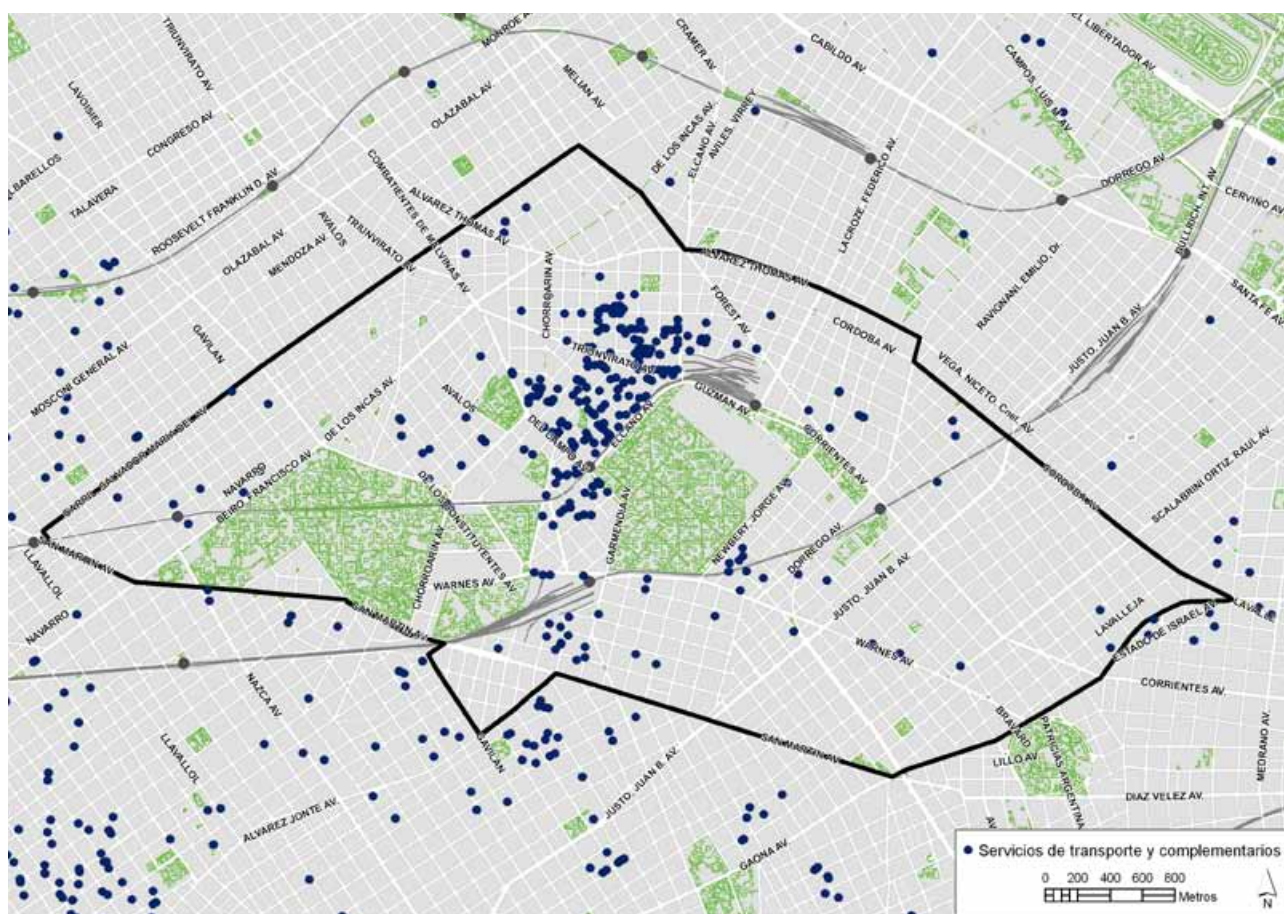 TRIUNVIRATO AV.
MONROE A
CRAMER AV.
CABILDO AV.
EL LIBERTADOR AV.
LAVOISIER
CONGRESO AV.
OLAZABAL AV.
MELIAN AV.
CAMPOS, LUIS M. AV.
DE LOS INCAS AV.
ELCANO AV.
AVILES, VIRREY
ALBARELLOS
TALAVERA
ROOSEVELT FRANKLIN D. AV.
COMBATIENTES DE MALVINAS AV.
ALVAREZ THOMAS AV.
LA CROZE, FEDERICO AV.
DORREGO AV.
BULLRICH, INT. AV.
CERVIÑO AV.
OLAZABAL AV.
MENDOZA AV.
AVALOS
TRIUNVIRATO AV.
CHORROARIN AV.
ALVAREZ THOMAS AV.
FOREST AV.
RAVIGNANI, EMILIO, Dr.
SANTA FE AV.
GAVILAN
MOSCONI GENERAL AV.
CORDOBA AV.
JUSTO, JUAN B. AV.
VEGA, NICETO, Cnel. AV.
TRIUNVIRATO AV.
GUZMAN AV.
DE LOS INCAS AV.
AVALOS
DEL CAMPO AV.
ELCANO AV.
CORRIENTES AV.
NAVARRO
BEIRO, FRANCISCO AV.
DE LOS CONSTITUYENTES AV.
CORDOBA AV.
SCALABRINI ORTIZ, RAUL AV.
SAN MARTIN AV.
LLAVALLOL
NAVARRO
CHORROARIN AV.
WARNES AV.
GARMENDIA AV.
NEWBERT JORGE AV.
DORREGO AV.
JUSTO, JUAN B. AV.
SAN MARTIN AV.
LAVALLEJA
ESTADO DE ISRAEL AV.
WARNES AV.
CORRIENTES AV.
NAZCA AV.
LLAVALLOL
GAVILAN
SAN MARTIN AV.
BRAVARD
PATRICIAS ARGENTINA
LILLO AV.
MEDRANO AV.
JUSTO, JUAN B. AV.
ALVAREZ JONTE AV.
DIAZ VELEZ AV.
GAONA AV.
AV
Servicios de transporte y complementarios
0 200 400 600 800
Metros
N